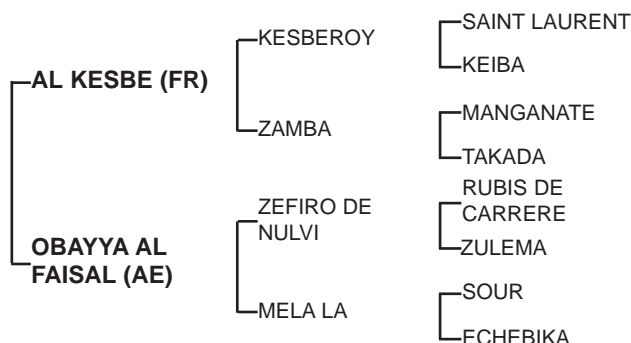 SAINT LAURENT
KESBEROY
KEIBA
AL KESBE (FR)
MANGANATE
ZAMBA
TAKADA
RUBIS DE
CARRERE
ZEFIRO DE
NULVI
ZULEMA
OBAYYA AL
FAISAL (AE)
SOUR
MELA LA
ECHEBIKA